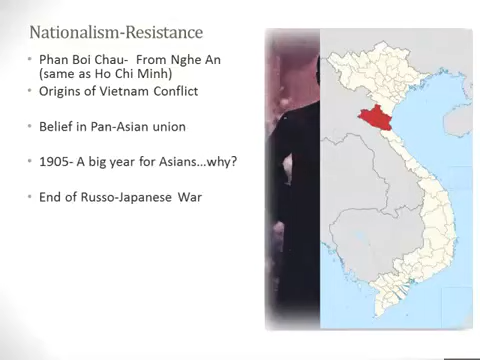 Nationalism-Resistance
• Phan Boi Chau- From Nghe An
(same as Ho Chi Minh)
• Origins of Vietnam Conflict
• Belief in Pan-Asian union
• 1905- A big year for Asians…why?
• End of Russo-Japanese War